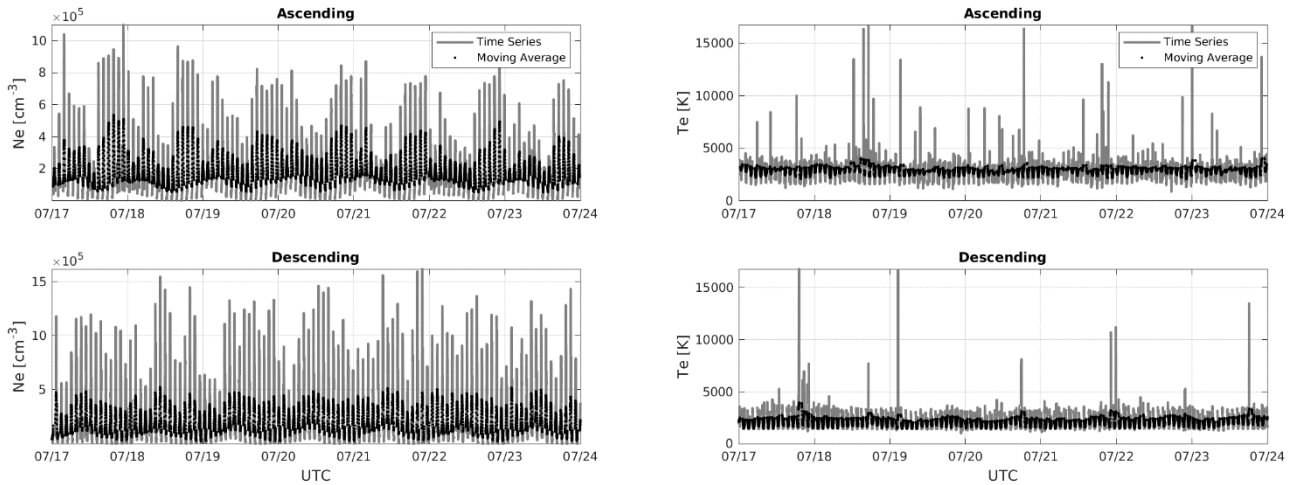 Ascending
×10⁵
10
8
6
4
2
Ne [cm⁻³]
Time Series
Moving Average
07/17 07/18 07/19 07/20 07/21 07/22 07/23 07/24
Ascending
15000
10000
5000
0
Te [K]
Time Series
Moving Average
07/17 07/18 07/19 07/20 07/21 07/22 07/23 07/24
Descending
×10⁵
15
10
5
Ne [cm⁻³]
07/17 07/18 07/19 07/20 07/21 07/22 07/23 07/24
UTC
Descending
15000
10000
5000
0
Te [K]
07/17 07/18 07/19 07/20 07/21 07/22 07/23 07/24
UTC